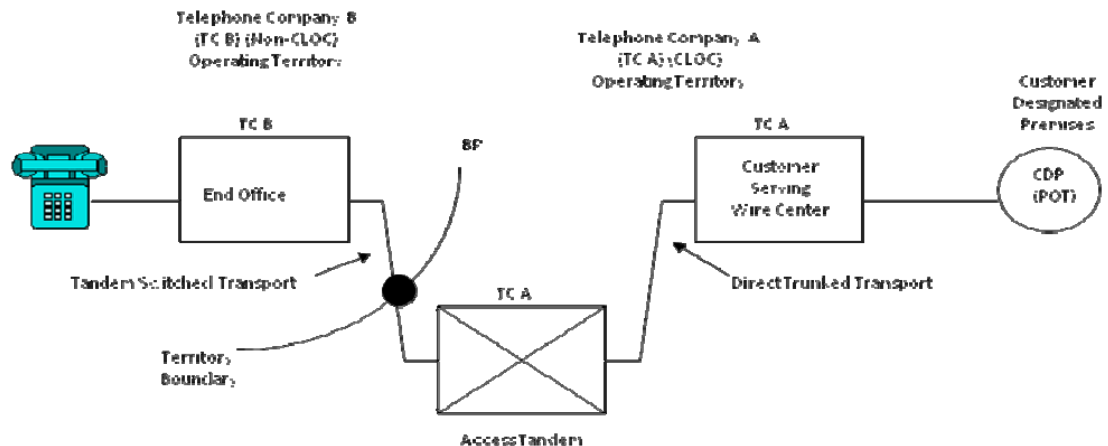 Telephone Company B
(TC B) (Non-CLOC)
Operating Territory
Telephone Company A
(TC A) (CLOC)
Operating Territory
Customer
Designated
Premises
TC B
BP
TC A
End Office
Customer
Serving
Wire Center
CDP
(POT)
Tandem Switched Transport
Direct Trunked Transport
TC A
Territory
Boundary
Access Tandem